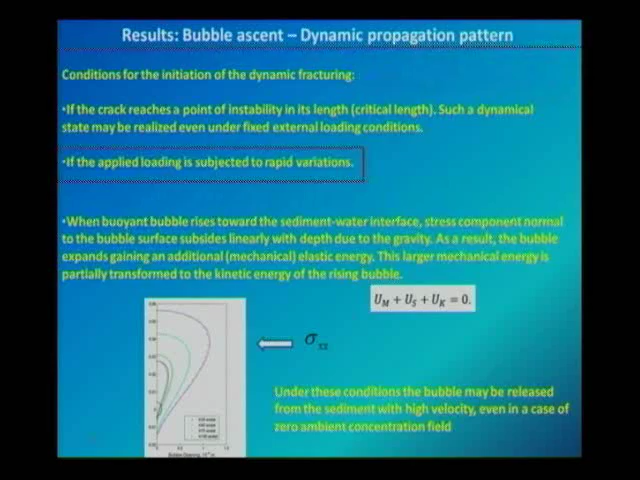 Results: Bubble ascent – Dynamic propagation pattern
Conditions for the initiation of the dynamic fracturing:
•If the crack reaches a point of instability in its length (critical length). Such a dynamical
state may be realized even under fixed external loading conditions.
•If the applied loading is subjected to rapid variations.
•When buoyant bubble rises toward the sediment-water interface, stress component normal
to the bubble surface subsides linearly with depth due to the gravity. As a result, the bubble
expands gaining an additional (mechanical) elastic energy. This larger mechanical energy is
partially transformed to the kinetic energy of the rising bubble.
U_M + U_S + U_K = 0.
σ_xx
Under these conditions the bubble may be released
from the sediment with high velocity, even in a case of
zero ambient concentration field
Bubble Opening,